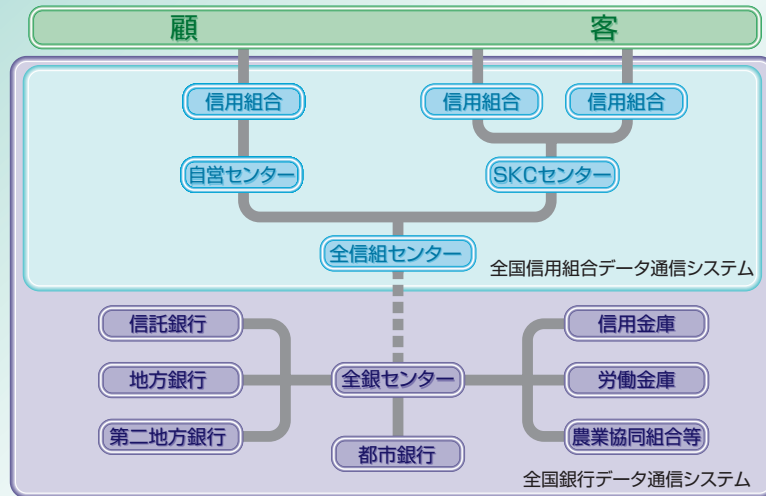 顧 客
信用組合
信用組合
信用組合
自営センター
SKCセンター
全信組センター
全国信用組合データ通信システム
信託銀行
信用金庫
地方銀行
全銀センター
労働金庫
第二地方銀行
都市銀行
農業協同組合等
全国銀行データ通信システム